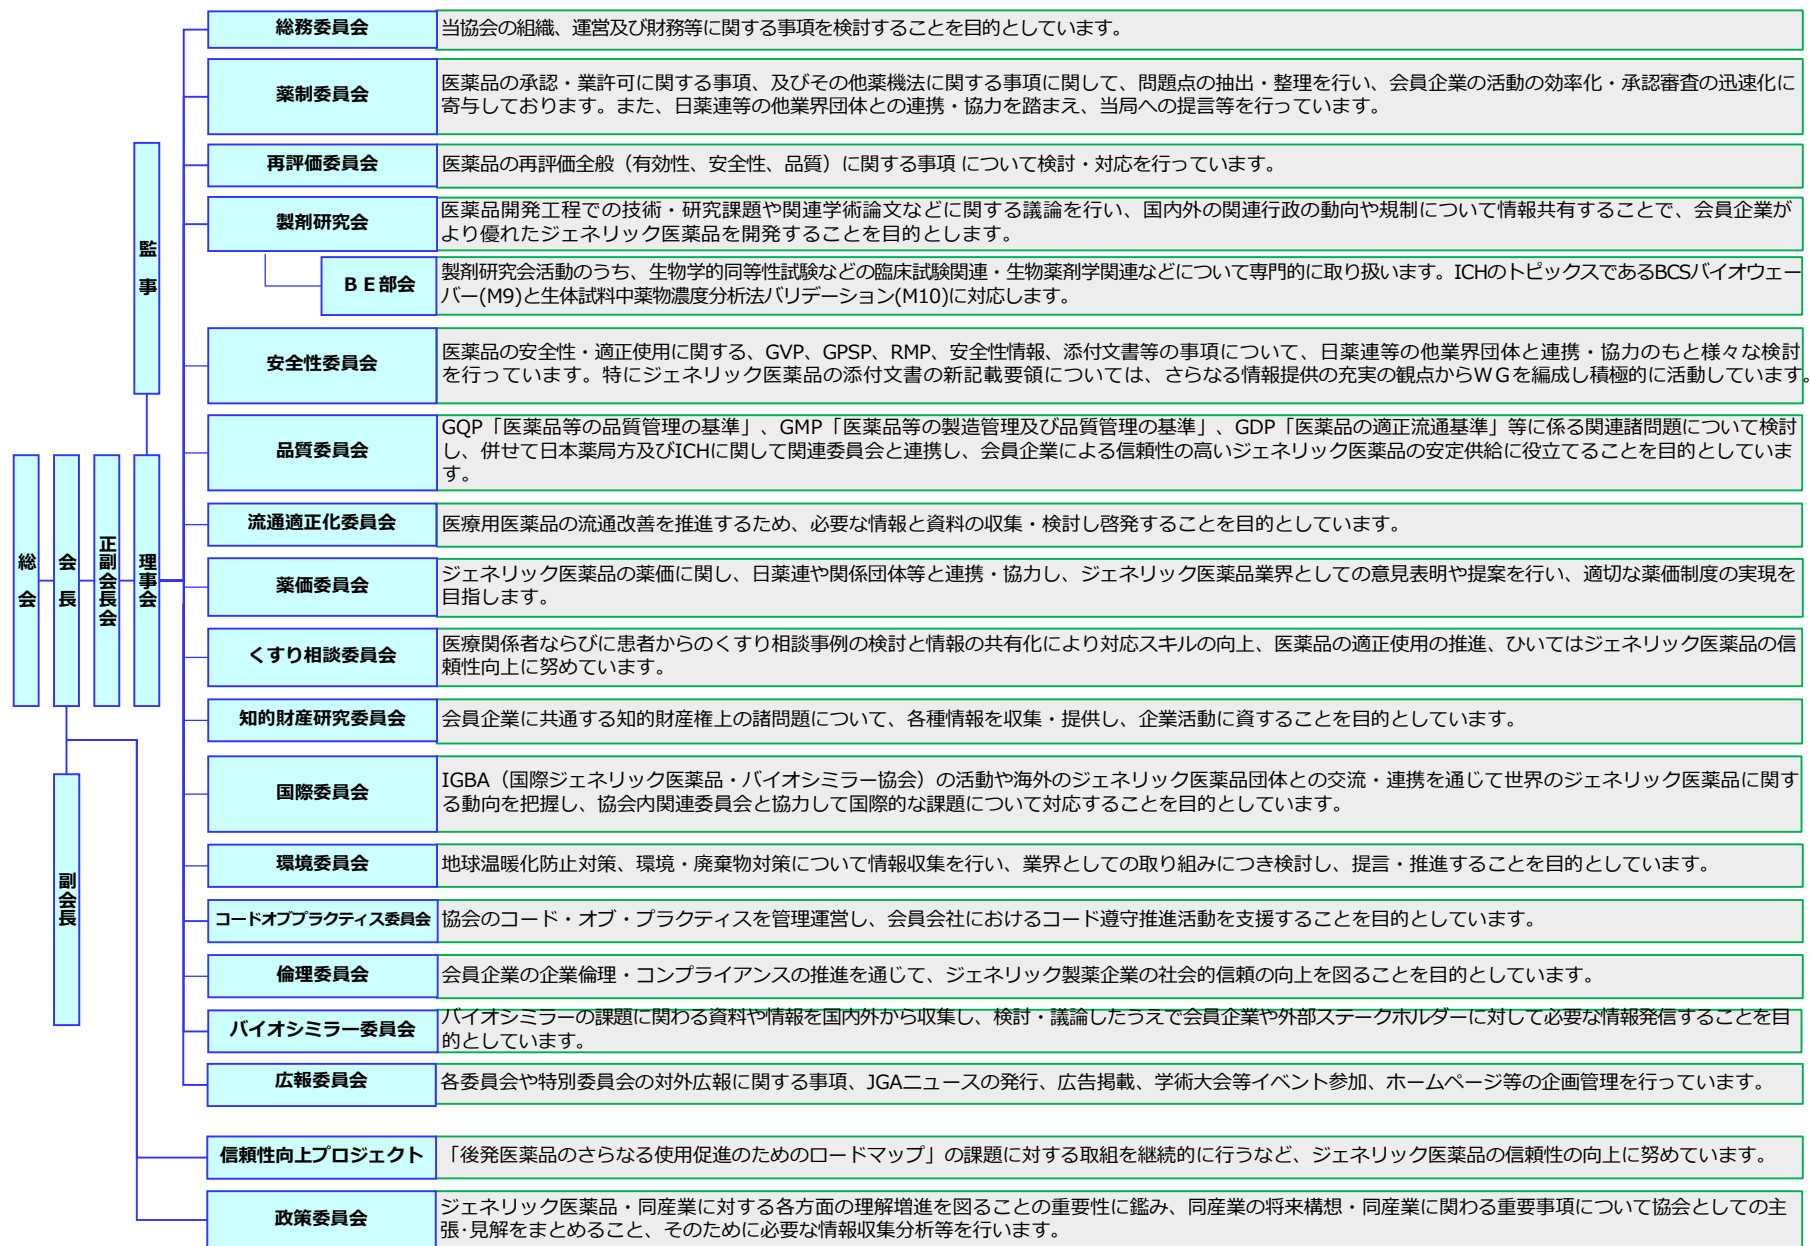 総会
会長
正副会長会
理事会
監事
副会長
総務委員会
当協会の組織、運営及び財務等に関する事項を検討することを目的としています。
薬制委員会
医薬品の承認・業許可に関する事項、及びその他薬機法に関する事項に関して、問題点の抽出・整理を行い、会員企業の活動の効率化・承認審査の迅速化に
寄与しております。また、日薬連等の他業界団体との連携・協力を踏まえ、当局への提言等を行っています。
再評価委員会
医薬品の再評価全般（有効性、安全性、品質）に関する事項 について検討・対応を行っています。
製剤研究会
医薬品開発工程での技術・研究課題や関連学術論文などに関する議論を行い、国内外の関連行政の動向や規制について情報共有することで、会員企業が
より優れたジェネリック医薬品を開発することを目的とします。
ＢＥ部会
製剤研究会活動のうち、生物学的同等性試験などの臨床試験関連・生物薬剤学関連などについて専門的に取り扱います。ICHのトピックスであるBCSバイオウェー
バー(M9)と生体試料中薬物濃度分析法バリデーション(M10)に対応します。
安全性委員会
医薬品の安全性・適正使用に関する、GVP、GPSP、RMP、安全性情報、添付文書等の事項について、日薬連等の他業界団体と連携・協力のもと様々な検討
を行っています。特にジェネリック医薬品の添付文書の新記載要領については、さらなる情報提供の充実の観点からＷＧを編成し積極的に活動しています。
品質委員会
GQP「医薬品等の品質管理の基準」、GMP「医薬品等の製造管理及び品質管理の基準」、GDP「医薬品の適正流通基準」等に係る関連諸問題について検討
し、併せて日本薬局方及びICHに関して関連委員会と連携し、会員企業による信頼性の高いジェネリック医薬品の安定供給に役立てることを目的としていま
す。
流通適正化委員会
医療用医薬品の流通改善を推進するため、必要な情報と資料の収集・検討し啓発することを目的としています。
薬価委員会
ジェネリック医薬品の薬価に関し、日薬連や関係団体等と連携・協力し、ジェネリック医薬品業界としての意見表明や提案を行い、適切な薬価制度の実現を
目指します。
くすり相談委員会
医療関係者ならびに患者からのくすり相談事例の検討と情報の共有化により対応スキルの向上、医薬品の適正使用の推進、ひいてはジェネリック医薬品の信
頼性向上に努めています。
知的財産研究委員会
会員企業に共通する知的財産権上の諸問題について、各種情報を収集・提供し、企業活動に資することを目的としています。
国際委員会
IGBA（国際ジェネリック医薬品・バイオシミラー協会）の活動や海外のジェネリック医薬品団体との交流・連携を通じて世界のジェネリック医薬品に関す
る動向を把握し、協会内関連委員会と協力して国際的な課題について対応することを目的としています。
環境委員会
地球温暖化防止対策、環境・廃棄物対策について情報収集を行い、業界としての取り組みにつき検討し、提言・推進することを目的としています。
コードオブプラクティス委員会
協会のコード・オブ・プラクティスを管理運営し、会員会社におけるコード遵守推進活動を支援することを目的としています。
倫理委員会
会員企業の企業倫理・コンプライアンスの推進を通じて、ジェネリック製薬企業の社会的信頼の向上を図ることを目的としています。
バイオシミラー委員会
バイオシミラーの課題に関わる資料や情報を国内外から収集し、検討・議論したうえで会員企業や外部ステークホルダーに対して必要な情報発信することを目
的としています。
広報委員会
各委員会や特別委員会の対外広報に関する事項、JGAニュースの発行、広告掲載、学術大会等イベント参加、ホームページ等の企画管理を行っています。
信頼性向上プロジェクト
「後発医薬品のさらなる使用促進のためのロードマップ」の課題に対する取組を継続的に行うなど、ジェネリック医薬品の信頼性の向上に努めています。
政策委員会
ジェネリック医薬品・同産業に対する各方面の理解増進を図ることの重要性に鑑み、同産業の将来構想・同産業に関わる重要事項について協会としての主
張･見解をまとめること、そのために必要な情報収集分析等を行います。